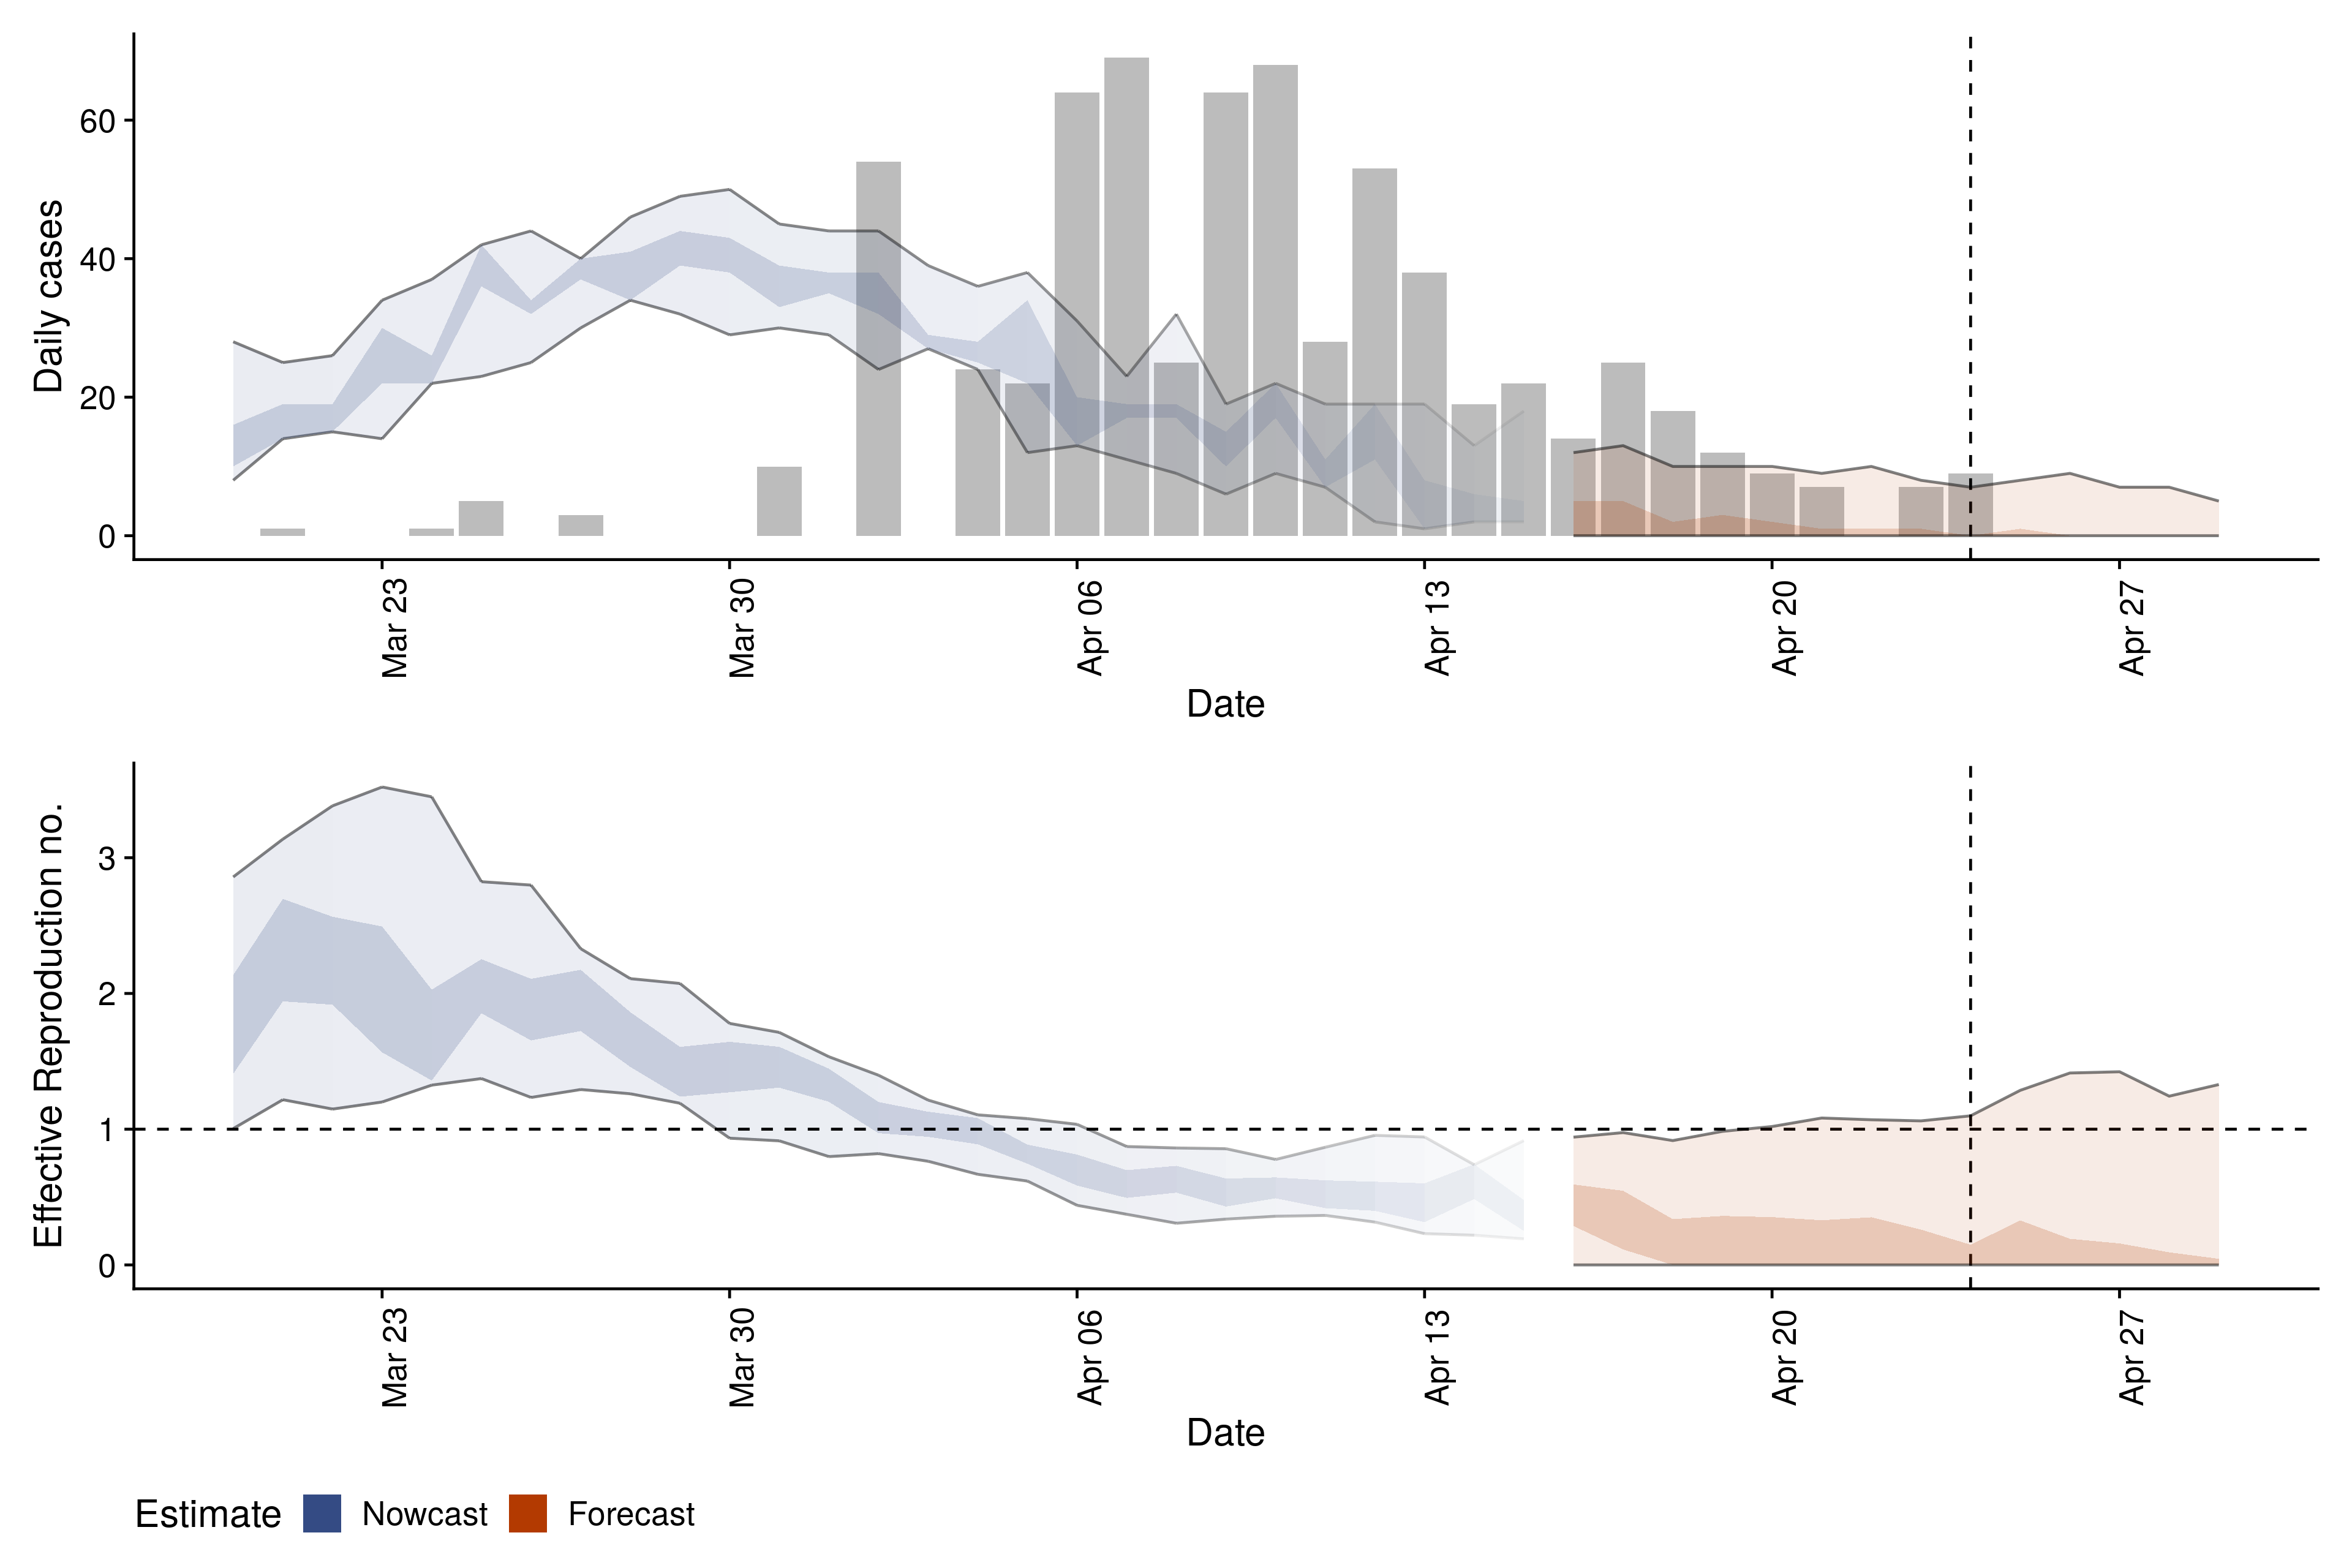 Daily cases
60
40
20
0
Mar 23
Mar 30
Apr 06
Apr 13
Apr 20
Apr 27
Date
Effective Reproduction no.
3
2
1
0
Mar 23
Mar 30
Apr 06
Apr 13
Apr 20
Apr 27
Date
Estimate Nowcast Forecast